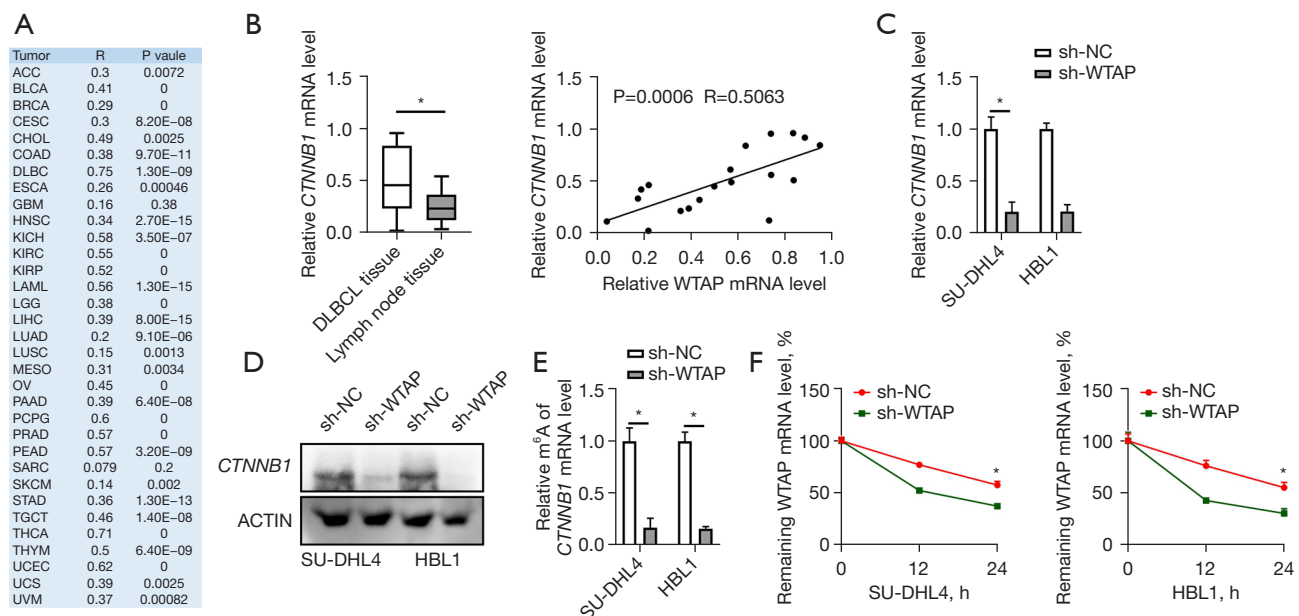 A
Tumor R P vaule
ACC 0.3 0.0072
BLCA 0.41 0
BRCA 0.29 0
CESC 0.3 8.20E−08
CHOL 0.49 0.0025
COAD 0.38 9.70E−11
DLBC 0.75 1.30E−09
ESCA 0.26 0.00046
GBM 0.16 0.38
HNSC 0.34 2.70E−15
KICH 0.58 3.50E−07
KIRC 0.55 0
KIRP 0.52 0
LAML 0.56 1.30E−15
LGG 0.38 0
LIHC 0.39 8.00E−15
LUAD 0.2 9.10E−06
LUSC 0.15 0.0013
MESO 0.31 0.0034
OV 0.45 0
PAAD 0.39 6.40E−08
PCPG 0.6 0
PRAD 0.57 0
PEAD 0.57 3.20E−09
SARC 0.079 0.2
SKCM 0.14 0.002
STAD 0.36 1.30E−13
TGCT 0.46 1.40E−08
THCA 0.71 0
THYM 0.5 6.40E−09
UCEC 0.62 0
UCS 0.39 0.0025
UVM 0.37 0.00082
B
Relative CTNNB1 mRNA level
1.5
1.0
0.5
0.0
*
DLBCL tissue
Lymph node tissue
Relative CTNNB1 mRNA level
1.5
1.0
0.5
0.0
P=0.0006 R=0.5063
0.0 0.2 0.4 0.6 0.8 1.0
Relative WTAP mRNA level
C
sh-NC
sh-WTAP
Relative CTNNB1 mRNA level
1.5
1.0
0.5
0.0
*
SU-DHL4
HBL1
D
sh-NC
sh-WTAP
sh-NC
sh-WTAP
CTNNB1
ACTIN
SU-DHL4 HBL1
E
sh-NC
sh-WTAP
Relative m⁶A of
CTNNB1 mRNA level
1.5
1.0
0.5
0.0
* *
SU-DHL4
HBL1
F
Remaining WTAP mRNA level, %
150
100
50
0
sh-NC
sh-WTAP
*
0 12 24
SU-DHL4, h
Remaining WTAP mRNA level, %
150
100
50
0
sh-NC
sh-WTAP
*
0 12 24
HBL1, h